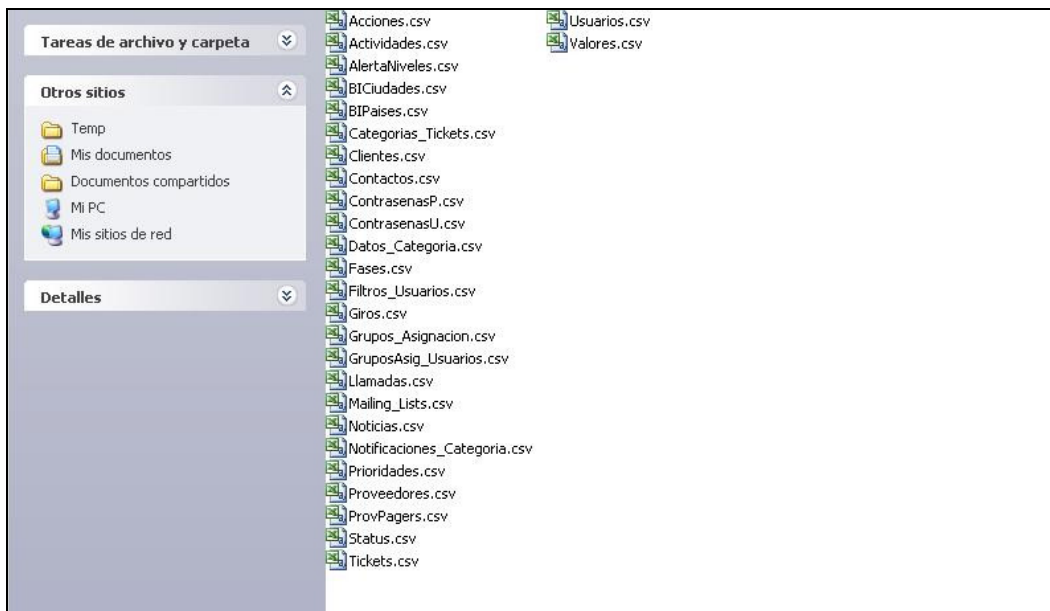 Tareas de archivo y carpeta
Otros sitios
Temp
Mis documentos
Documentos compartidos
Mi PC
Mis sitios de red
Detalles
Acciones.csv
Actividades.csv
AlertaNiveles.csv
BICiudades.csv
BIPaises.csv
Categorias_Tickets.csv
Clientes.csv
Contactos.csv
ContrasenasP.csv
ContrasenasU.csv
Datos_Categoria.csv
Fases.csv
Filtros_Usuarios.csv
Giros.csv
Grupos_Asignacion.csv
GruposAsig_Usuarios.csv
Llamadas.csv
Mailing_Lists.csv
Noticias.csv
Notificaciones_Categoria.csv
Prioridades.csv
Proveedores.csv
ProvPagers.csv
Status.csv
Tickets.csv
Usuarios.csv
Valores.csv